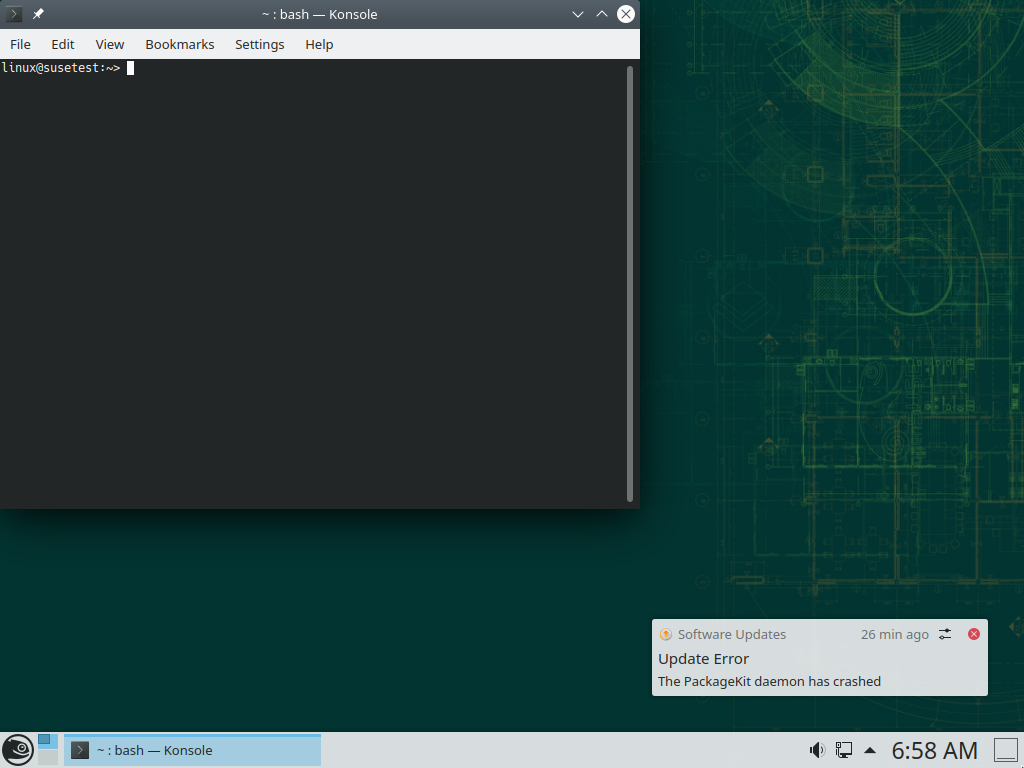 ~ : bash — Konsole
File Edit View Bookmarks Settings Help
linux@susetest:~>
Software Updates 26 min ago
Update Error
The PackageKit daemon has crashed
~ : bash — Konsole 6:58 AM